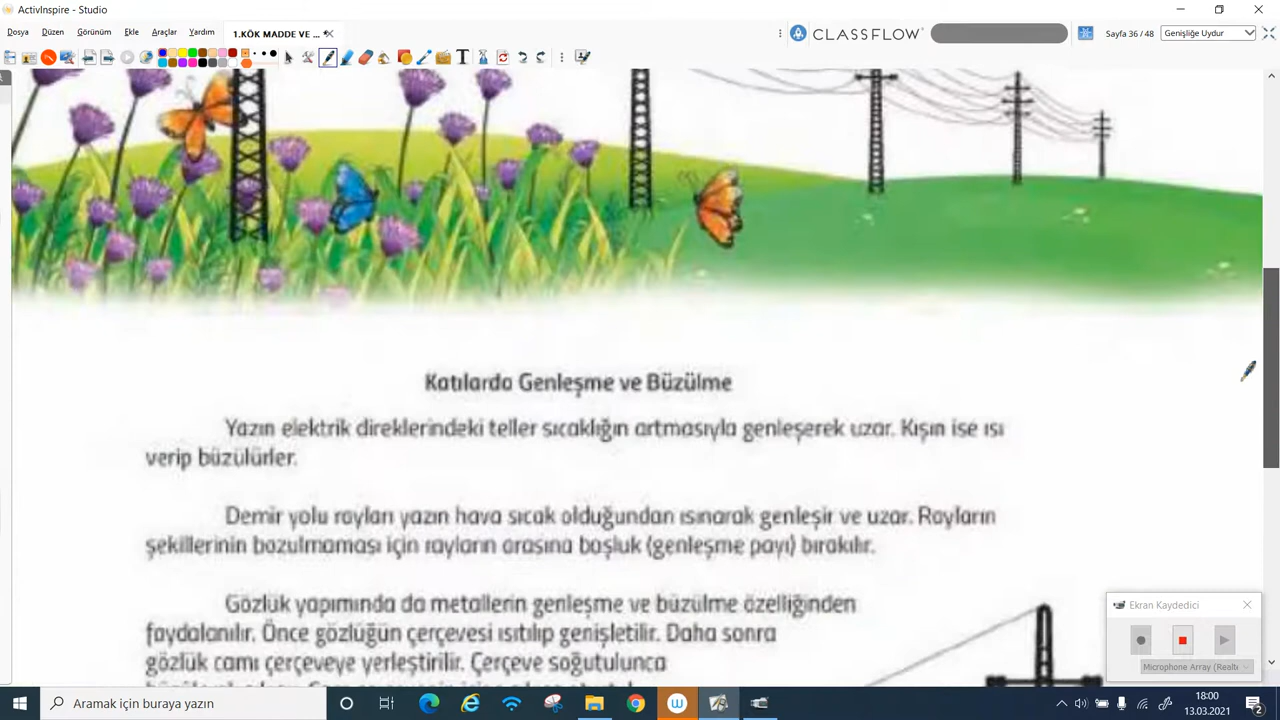 ActivInspire - Studio
Dosya Düzen Görünüm Ekle Araçlar Yardım
1.KÖK MADDE VE ...
CLASSFLOW
Sayfa 36 / 48
Genişliğe Uydur
Katılarda Genleşme ve Büzülme
Yazın elektrik direklerindeki teller sıcaklığın artmasıyla genleşerek uzar. Kışın ise ısı
verip büzülürler.
Demir yolu rayları yazın hava sıcak olduğundan ısınarak genleşir ve uzar. Rayların
şekillerinin bozulmaması için rayların arasına boşluk (genleşme payı) bırakılır.
Gözlük yapımında da metallerin genleşme ve büzülme özelliğinden
faydalanılır. Önce gözlüğün çerçevesi ısıtılıp genişletilir. Daha sonra
gözlük camı çerçeveye yerleştirilir. Çerçeve soğutulunca
Ekran Kaydedici
Microphone Array (Realte
Aramak için buraya yazın
18:00
13.03.2021
2